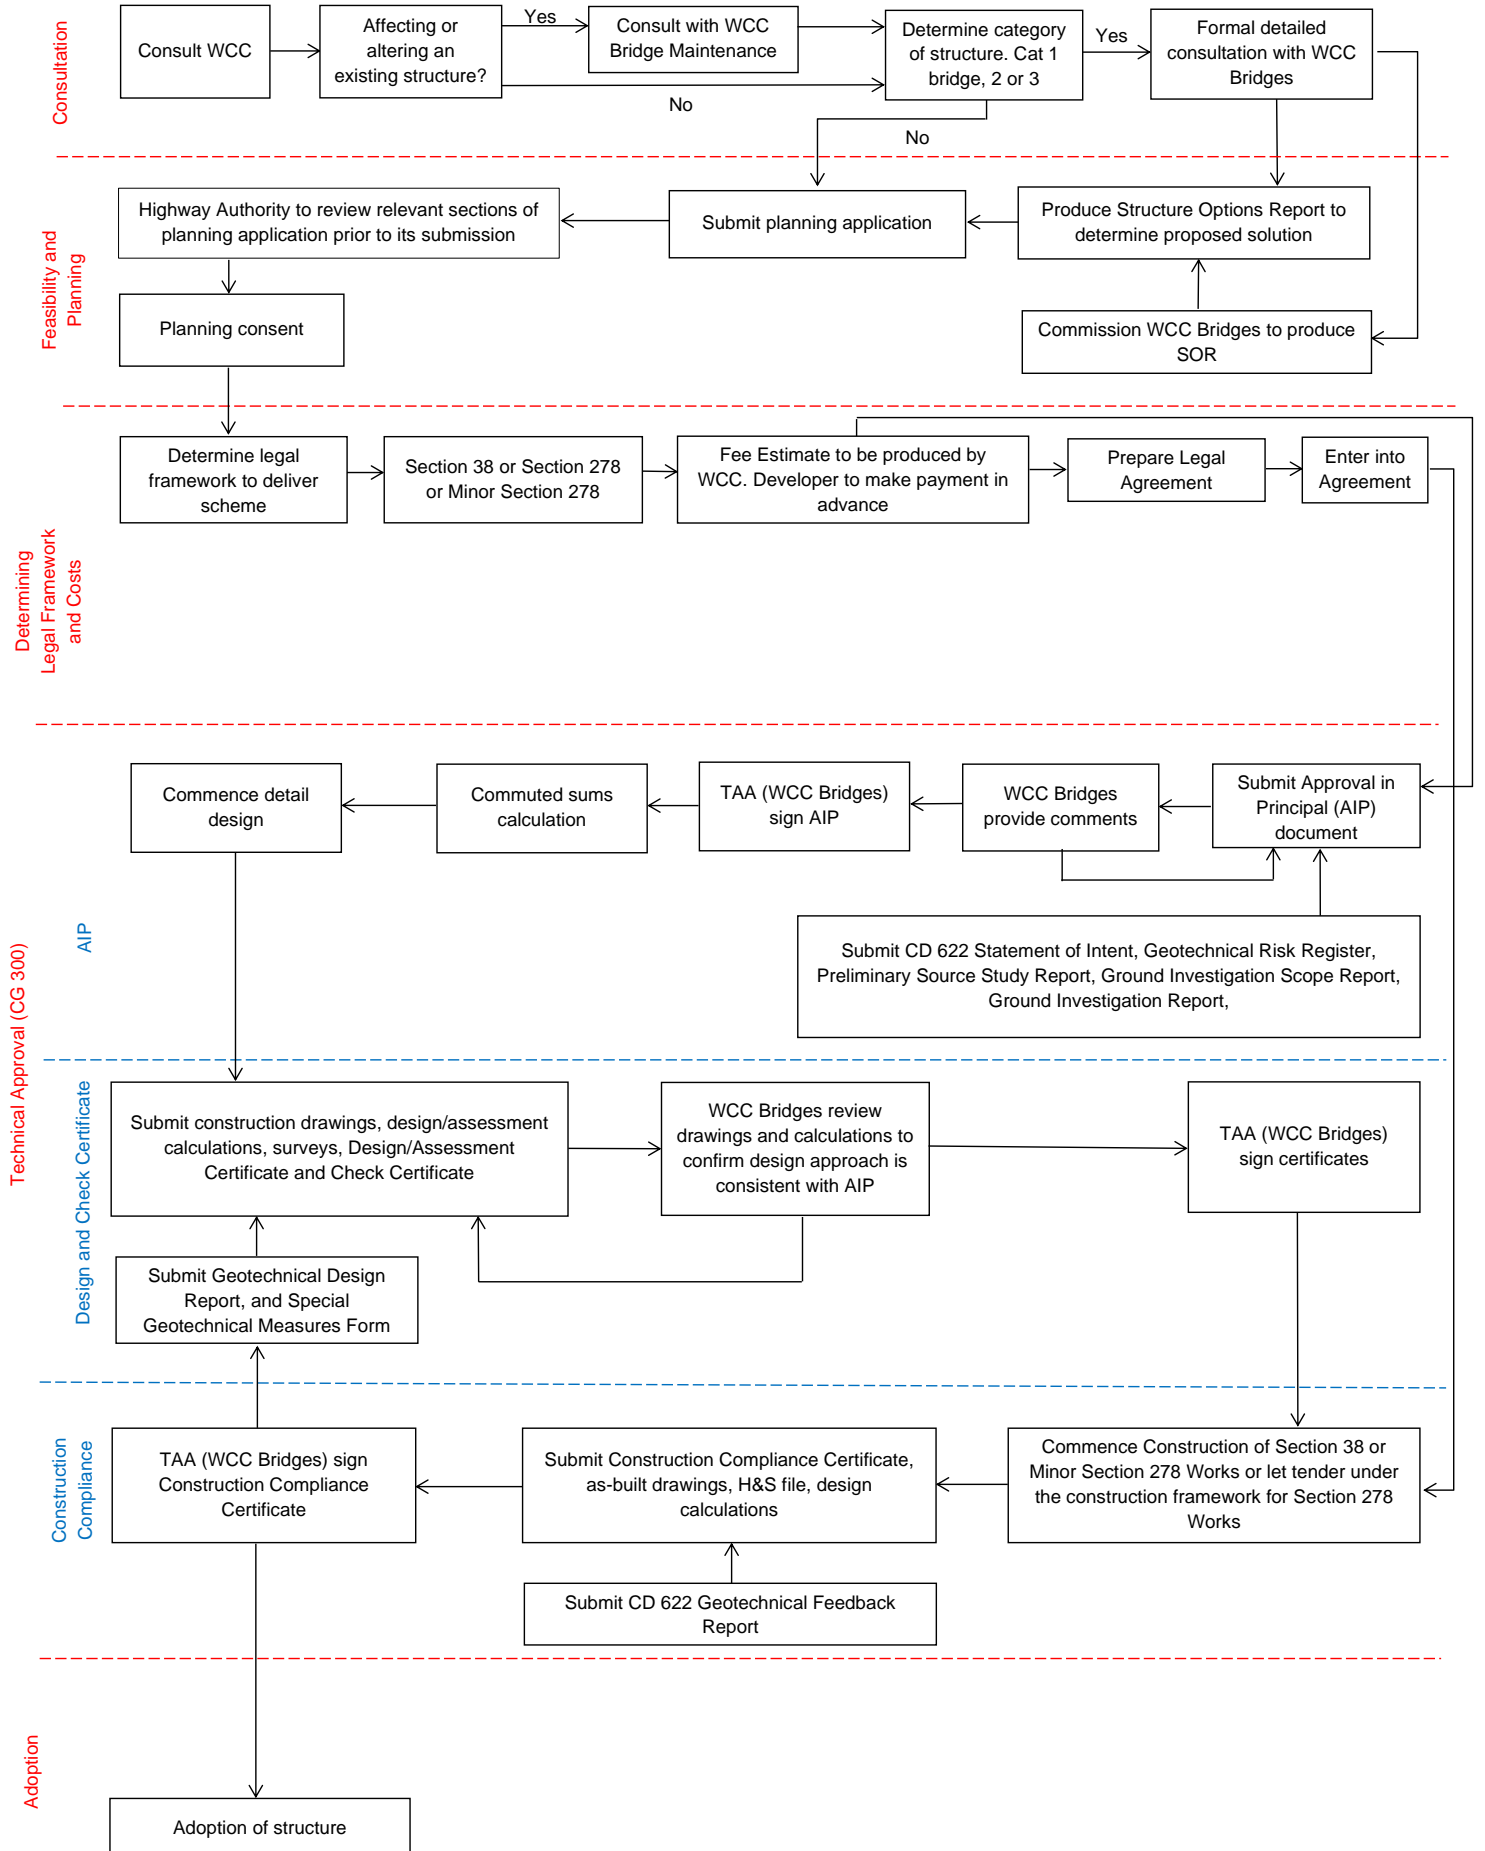 Consultation
Consult WCC
Affecting or
altering an
existing structure?
Yes
No
Consult with WCC
Bridge Maintenance
Determine category
of structure. Cat 1
bridge, 2 or 3
Yes
No
Formal detailed
consultation with WCC
Bridges
Feasibility and
Planning
Highway Authority to review relevant sections of
planning application prior to its submission
Submit planning application
Produce Structure Options Report to
determine proposed solution
Planning consent
Commission WCC Bridges to produce
SOR
Determining
Legal Framework
and Costs
Determine legal
framework to deliver
scheme
Section 38 or Section 278
or Minor Section 278
Fee Estimate to be produced by
WCC. Developer to make payment in
advance
Prepare Legal
Agreement
Enter into
Agreement
Technical Approval (CG 300)
AIP
Commence detail
design
Commuted sums
calculation
TAA (WCC Bridges)
sign AIP
WCC Bridges
provide comments
Submit Approval in
Principal (AIP)
document
Submit CD 622 Statement of Intent, Geotechnical Risk Register,
Preliminary Source Study Report, Ground Investigation Scope Report,
Ground Investigation Report,
Design and Check Certificate
Submit construction drawings, design/assessment
calculations, surveys, Design/Assessment
Certificate and Check Certificate
WCC Bridges review
drawings and calculations to
confirm design approach is
consistent with AIP
TAA (WCC Bridges)
sign certificates
Submit Geotechnical Design
Report, and Special
Geotechnical Measures Form
Construction
Compliance
TAA (WCC Bridges) sign
Construction Compliance
Certificate
Submit Construction Compliance Certificate,
as-built drawings, H&S file, design
calculations
Commence Construction of Section 38 or
Minor Section 278 Works or let tender under
the construction framework for Section 278
Works
Submit CD 622 Geotechnical Feedback
Report
Adoption
Adoption of structure